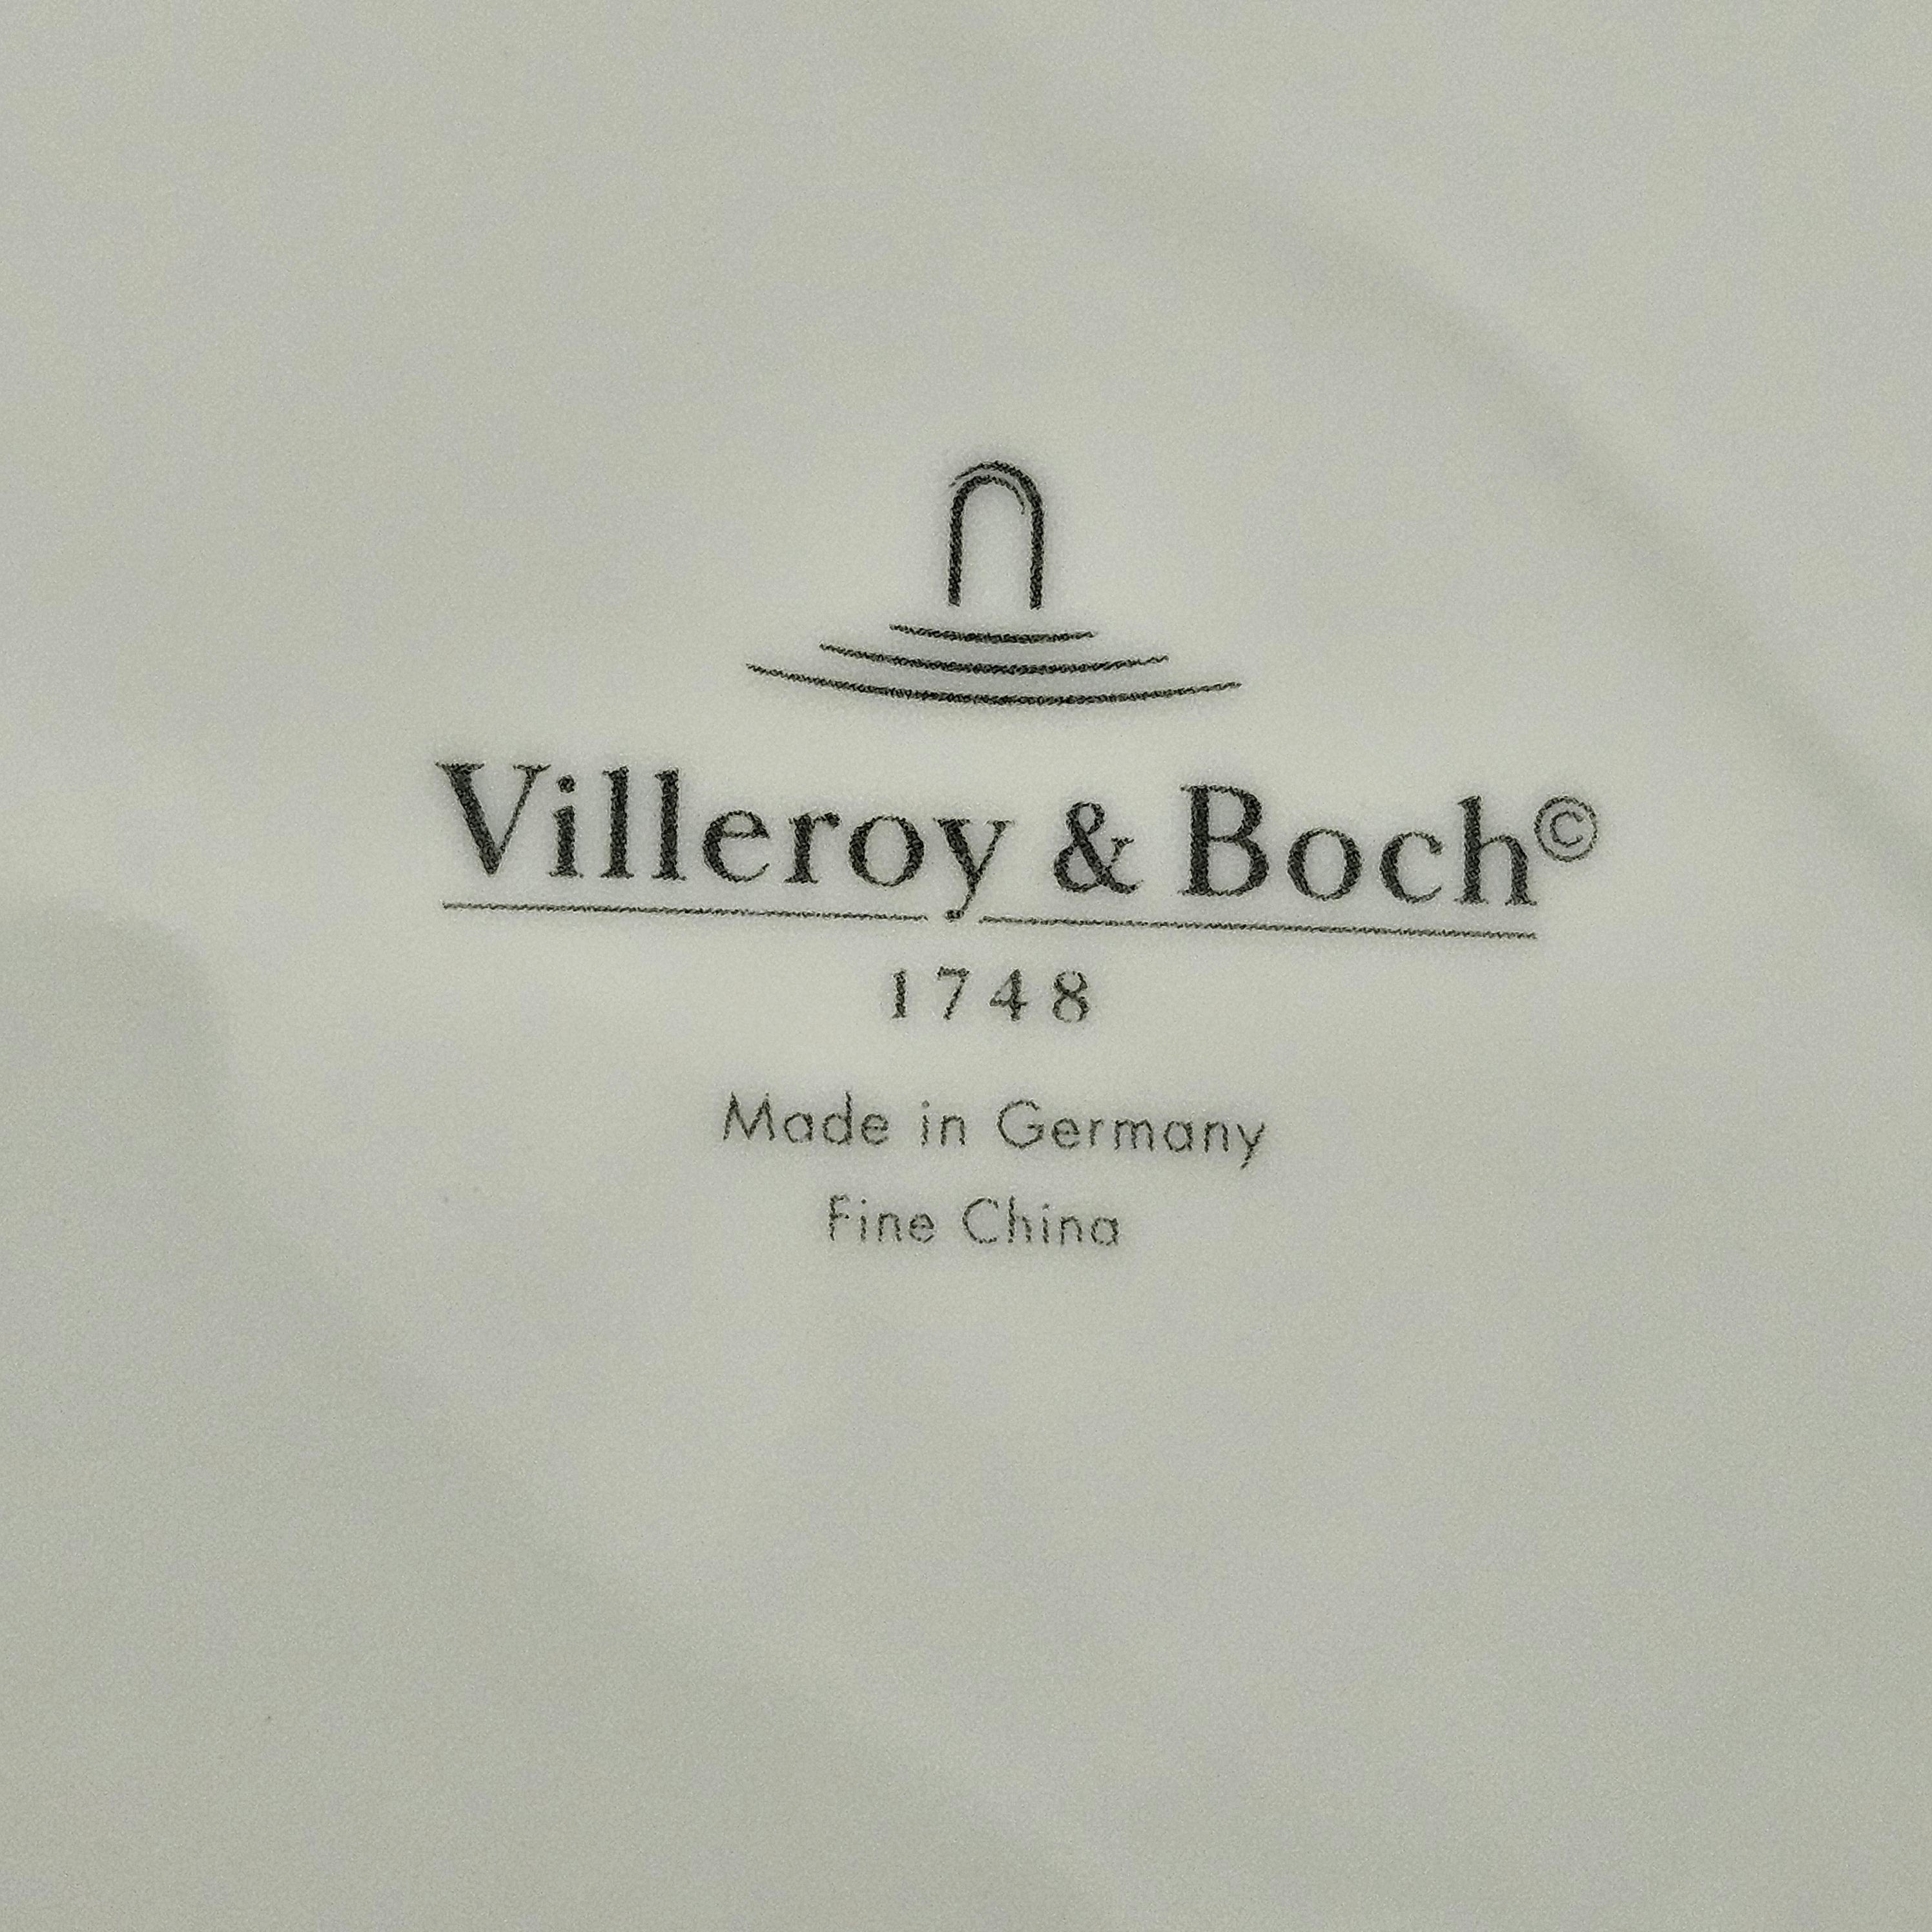 Villeroy & Boch©
1748
Made in Germany
Fine China